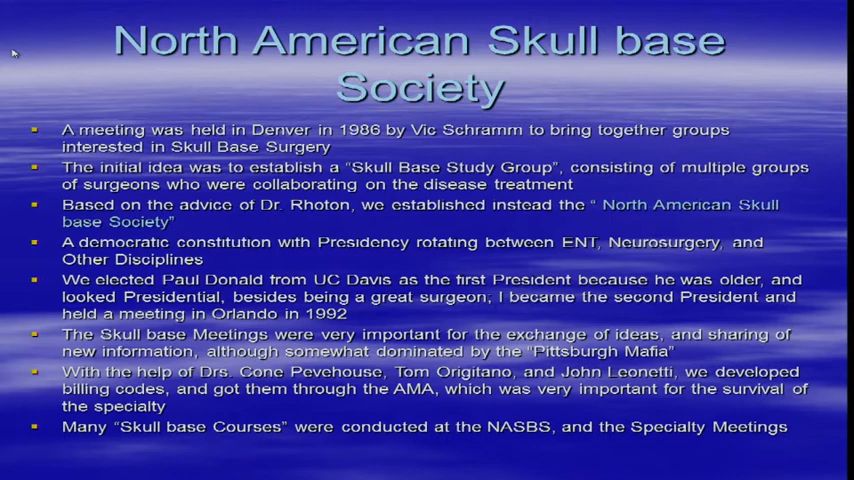 North American Skull base
Society
A meeting was held in Denver in 1986 by Vic Schramm to bring together groups
interested in Skull Base Surgery
The initial idea was to establish a “Skull Base Study Group”, consisting of multiple groups
of surgeons who were collaborating on the disease treatment
Based on the advice of Dr. Rhoton, we established instead the “ North American Skull
base Society”
A democratic constitution with Presidency rotating between ENT, Neurosurgery, and
Other Disciplines
We elected Paul Donald from UC Davis as the first President because he was older, and
looked Presidential, besides being a great surgeon; I became the second President and
held a meeting in Orlando in 1992
The Skull base Meetings were very important for the exchange of ideas, and sharing of
new information, although somewhat dominated by the “Pittsburgh Mafia”
With the help of Drs. Cone Pevehouse, Tom Origitano, and John Leonetti, we developed
billing codes, and got them through the AMA, which was very important for the survival of
the specialty
Many “Skull base Courses” were conducted at the NASBS, and the Specialty Meetings